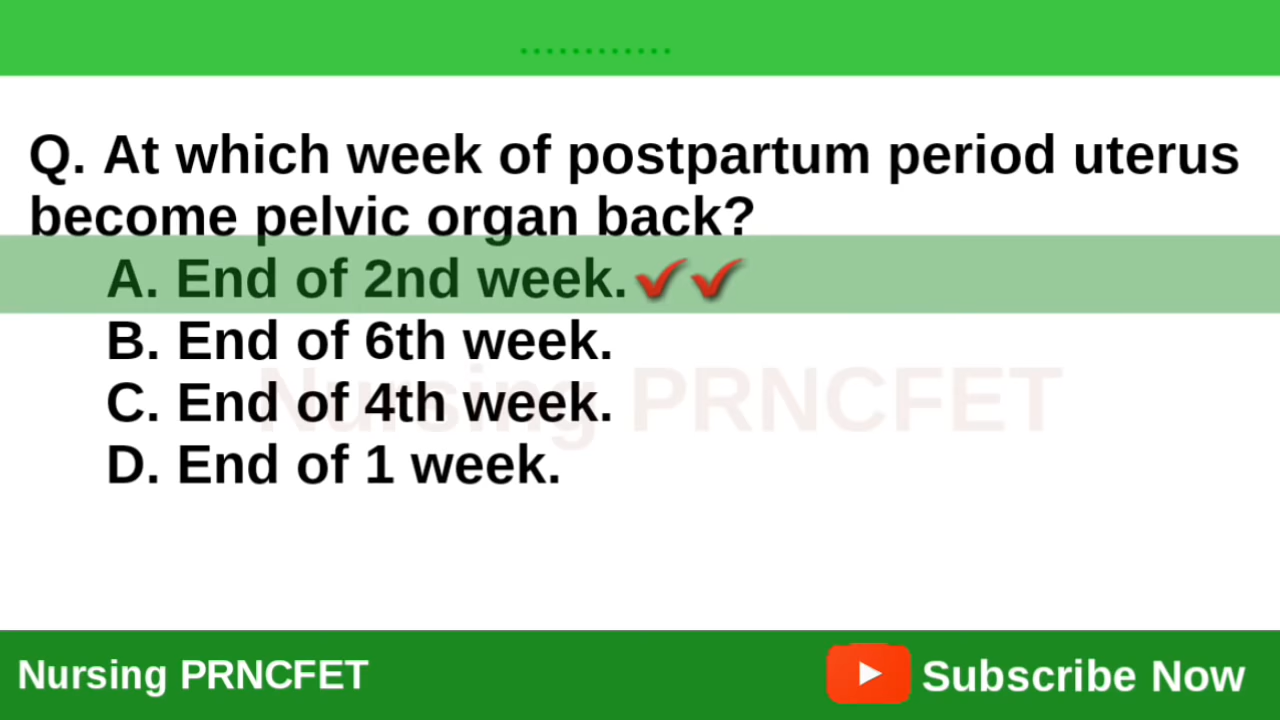 ............
Q. At which week of postpartum period uterus
become pelvic organ back?
A. End of 2nd week.
B. End of 6th week.
C. End of 4th week.
D. End of 1 week.
Nursing PRNCFET
Nursing PRNCFET
Subscribe Now